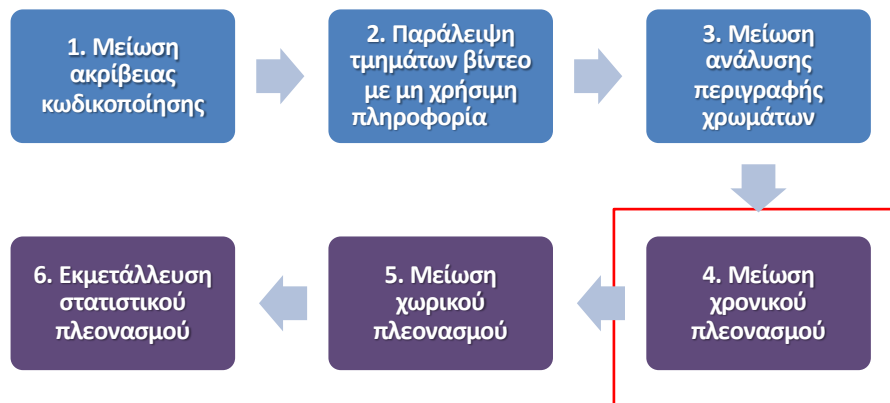 1. Μείωση
ακρίβειας
κωδικοποίησης
2. Παράλειψη
τμημάτων βίντεο
με μη χρήσιμη
πληροφορία
3. Μείωση
ανάλυσης
περιγραφής
χρωμάτων
4. Μείωση
χρονικού
πλεονασμού
5. Μείωση
χωρικού
πλεονασμού
6. Εκμετάλλευση
στατιστικού
πλεονασμού